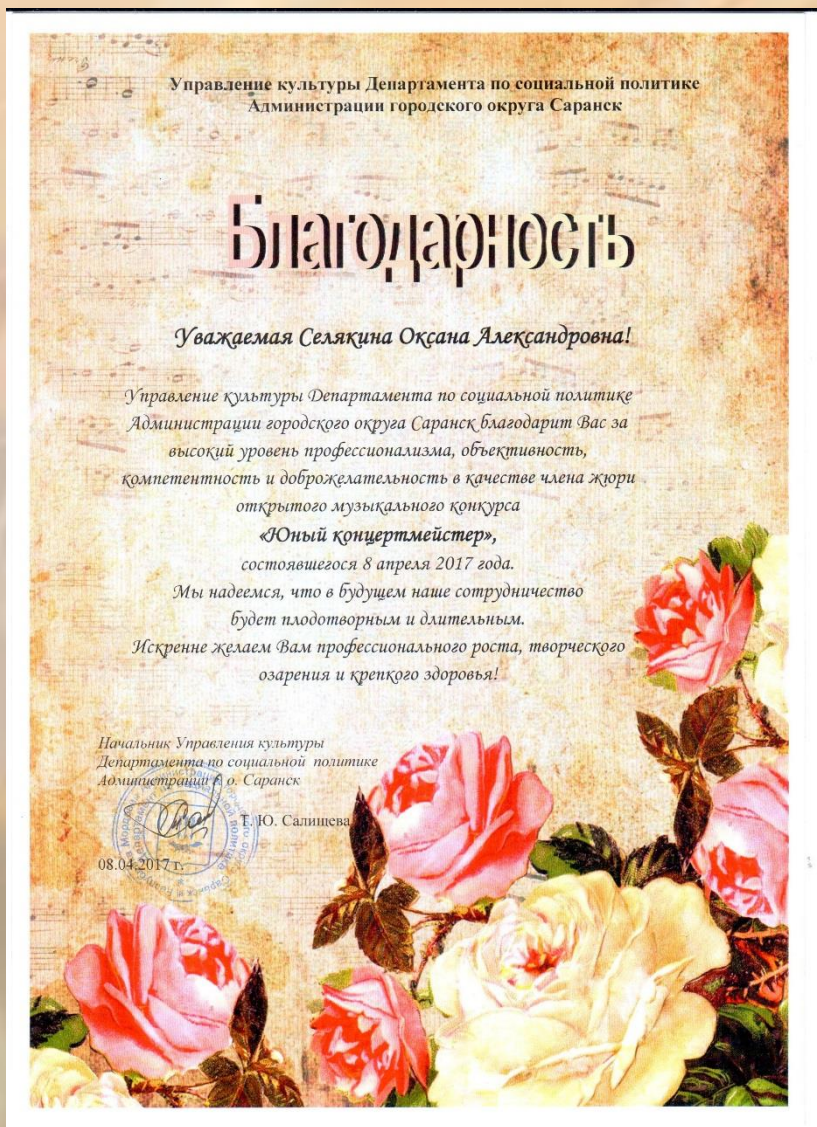 Управление культуры Департамента по социальной политике
Администрации городского округа Саранск
Благодарность
Уважаемая Селякина Оксана Александровна!
Управление культуры Департамента по социальной политике
Администрации городского округа Саранск благодарит Вас за
высокий уровень профессионализма, объективность,
компетентность и доброжелательность в качестве члена жюри
открытого музыкального конкурса
«Юный концертмейстер»,
состоявшегося 8 апреля 2017 года.
Мы надеемся, что в будущем наше сотрудничество
будет плодотворным и длительным.
Искренне желаем Вам профессионального роста, творческого
озарения и крепкого здоровья!
Начальник Управления культуры
Департамента по социальной политике
Администрации г. о. Саранск
Т. Ю. Салищева
08.04.2017 г.